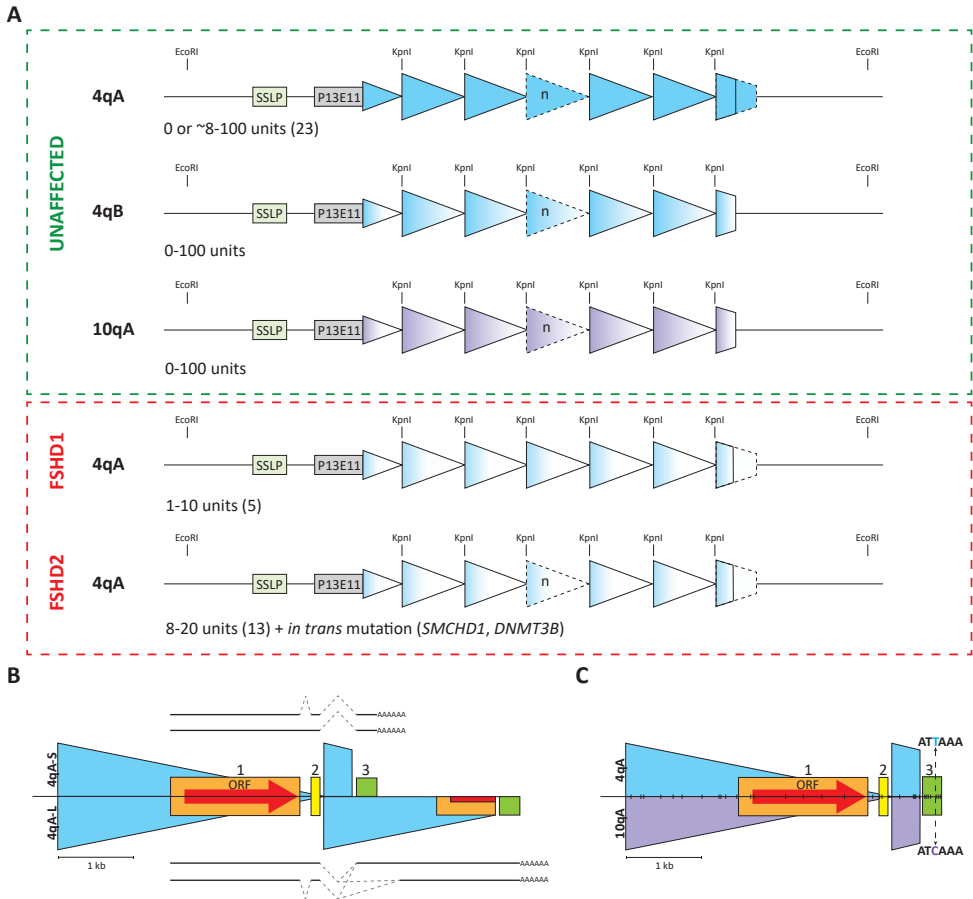 A
UNAFFECTED
4qA
EcoRI KpnI KpnI KpnI KpnI KpnI KpnI EcoRI
SSLP P13E11 n
0 or ~8-100 units (23)
4qB
EcoRI KpnI KpnI KpnI KpnI KpnI KpnI EcoRI
SSLP P13E11 n
0-100 units
10qA
EcoRI KpnI KpnI KpnI KpnI KpnI KpnI EcoRI
SSLP P13E11 n
0-100 units
FSHD1
4qA
EcoRI KpnI KpnI KpnI KpnI KpnI KpnI EcoRI
SSLP P13E11
1-10 units (5)
FSHD2
4qA
EcoRI KpnI KpnI KpnI KpnI KpnI KpnI EcoRI
SSLP P13E11 n
8-20 units (13) + in trans mutation (SMCHD1, DNMT3B)
B
AAAAAA
AAAAAA
4qA-S
4qA-L
1 2 3
ORF
AAAAAA
AAAAAA
1 kb
C
ATTAAA
4qA
10qA
1 2 3
ORF
ATCAAA
1 kb